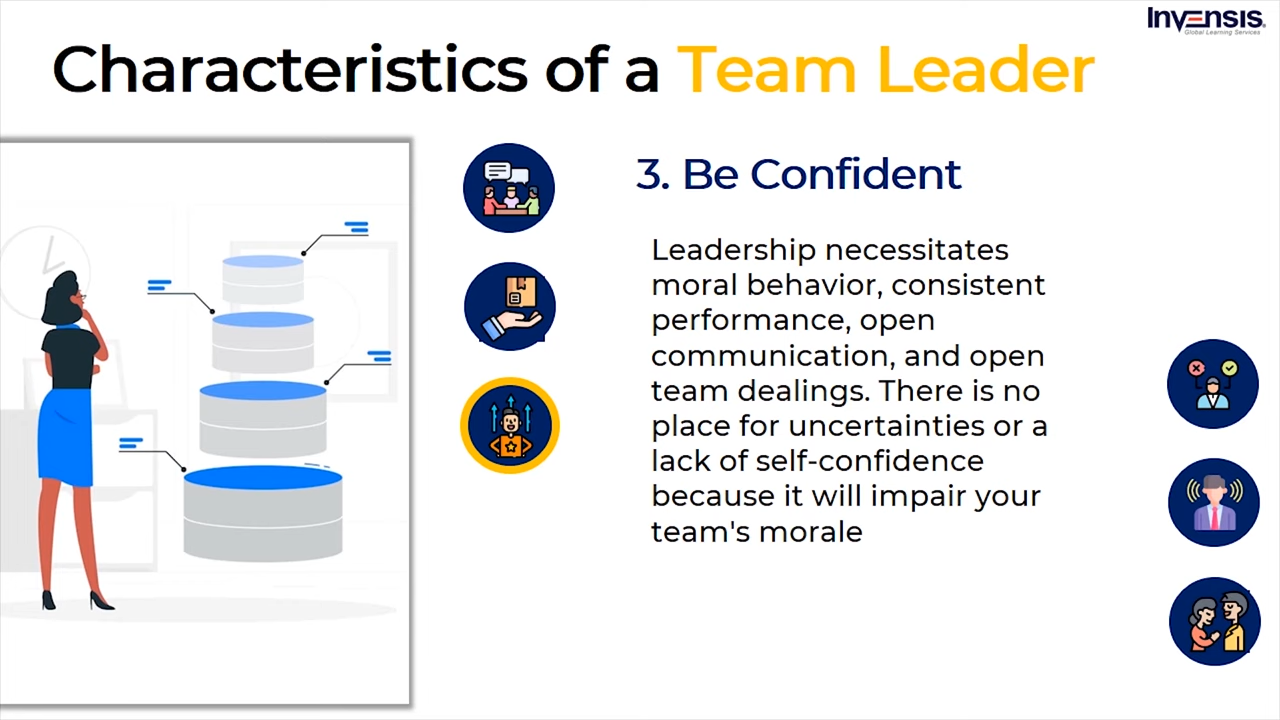 Invensis
Global Learning Services
Characteristics of a Team Leader
3. Be Confident
Leadership necessitates
moral behavior, consistent
performance, open
communication, and open
team dealings. There is no
place for uncertainties or a
lack of self-confidence
because it will impair your
team's morale